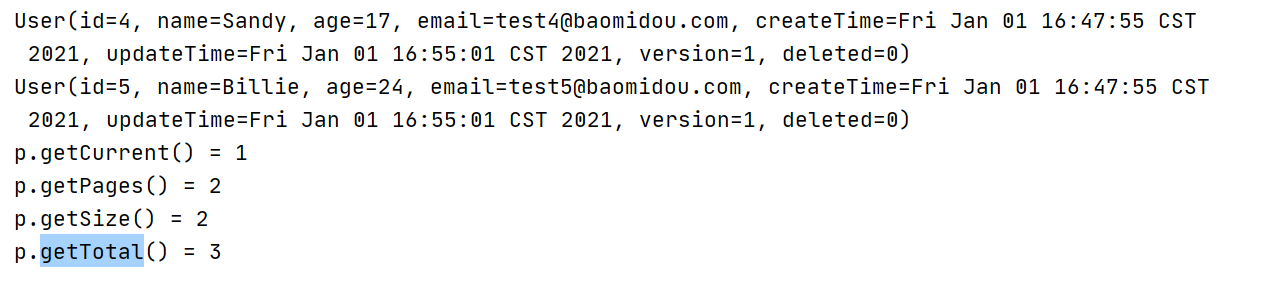 User(id=4, name=Sandy, age=17, email=test4@baomidou.com, createTime=Fri Jan 01 16:47:55 CST
2021, updateTime=Fri Jan 01 16:55:01 CST 2021, version=1, deleted=0)
User(id=5, name=Billie, age=24, email=test5@baomidou.com, createTime=Fri Jan 01 16:47:55 CST
2021, updateTime=Fri Jan 01 16:55:01 CST 2021, version=1, deleted=0)
p.getCurrent() = 1
p.getPages() = 2
p.getSize() = 2
p.getTotal() = 3